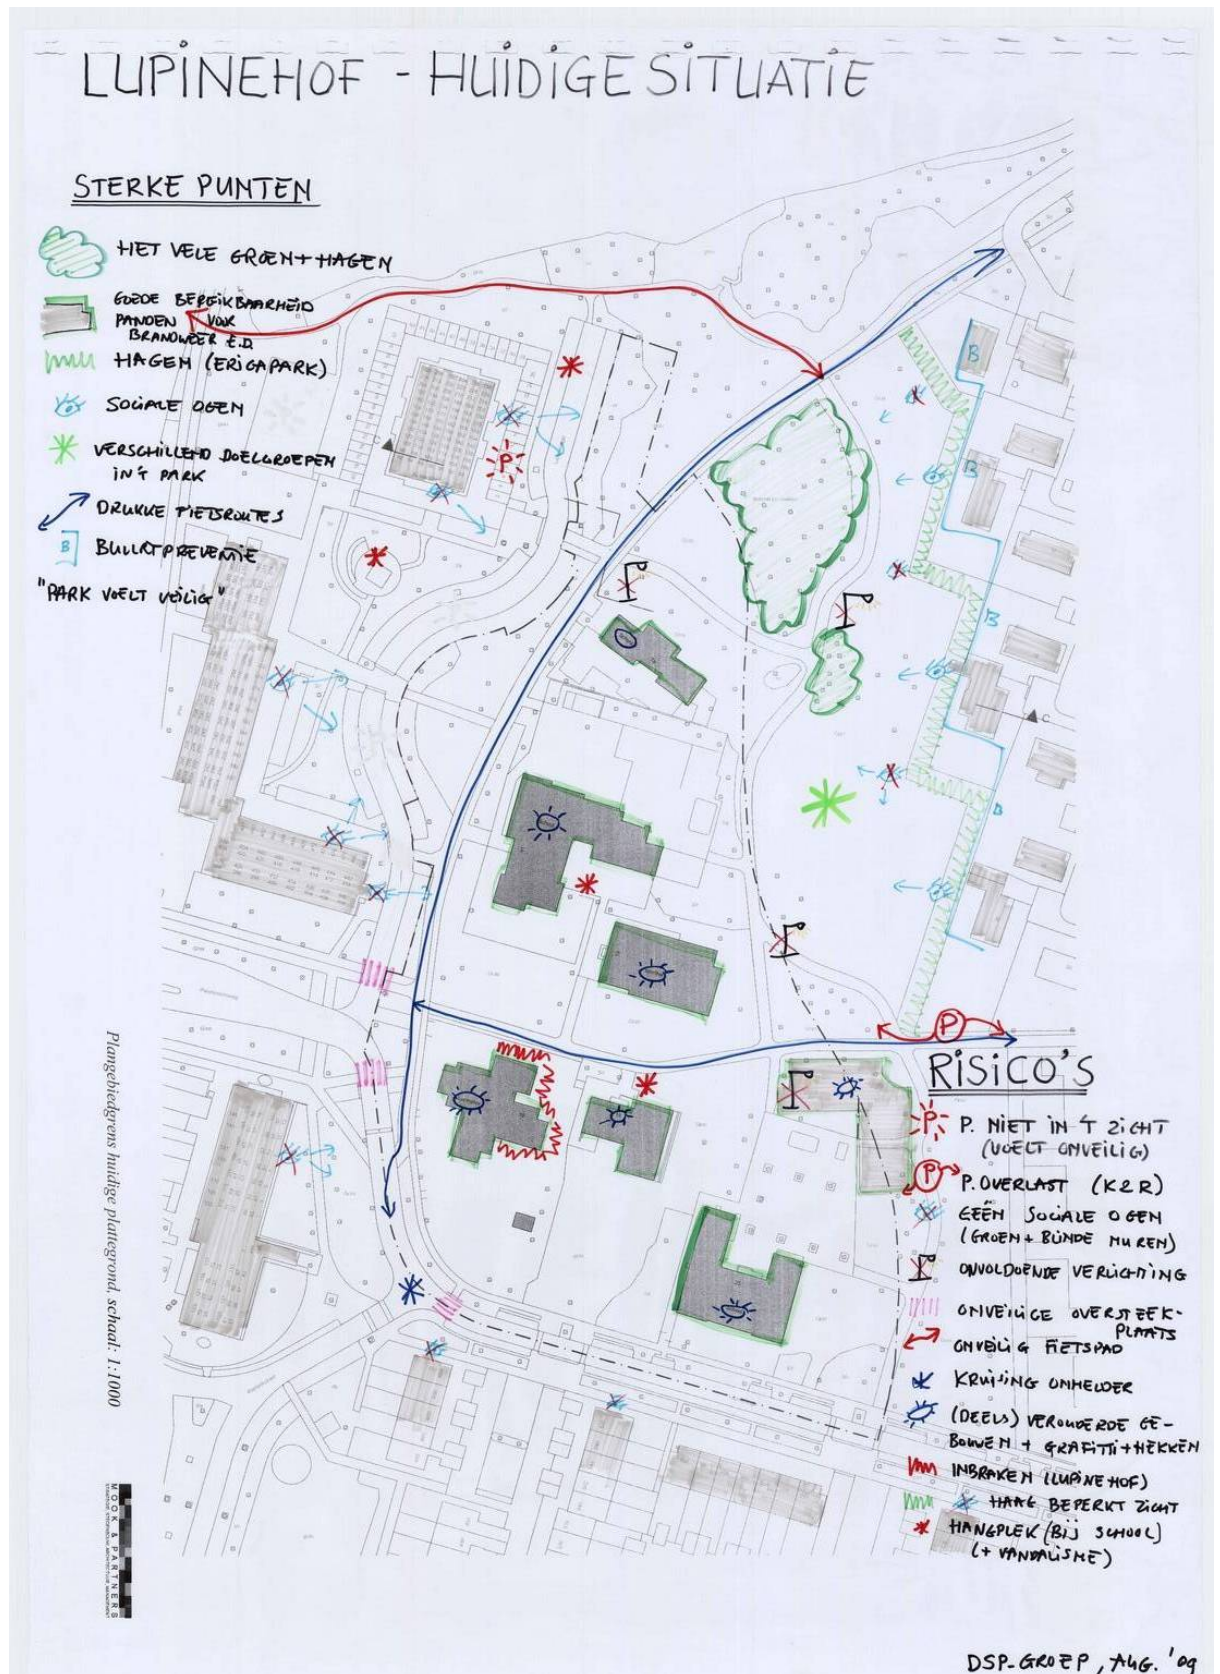 LUPINEHOF - HUIDIGE SITUATIE
STERKE PUNTEN
HET VELE GROEN + HAGEN
GOEDE BEREIKBAARHEID
PANDEN VOOR
BRANDWEER E.D.
HAGEN (ERICAPARK)
SOCIALE OGEN
VERSCHILLEND DOELGROEPEN
IN 'T PARK
DRUKKE FIETSROUTES
B
BUURTPREVENTIE
"PARK VOELT VEILIG"
P
B
B
B
C
P
RISICO'S
P. NIET IN 'T ZICHT
(VOELT ONVEILIG)
P
P. OVERLAST (K&R)
GEËN SOCIALE OGEN
(GROEN + BLINDE MUREN)
ONVOLDOENDE VERLICHTING
ONVEILIGE OVERSTEEK-
PLAATS
ONVEILIG FIETSPAD
KRUISING ONHELDER
(DEELS) VEROUDERDE GE-
BOUWEN + GRAFITTI + HEKKEN
INBRAKEN (LUPINEHOF)
HAAG BEPERKT ZICHT
HANGPLEK (BIJ SCHOOL)
(+ VANDALISME)
Plangebiedgrens huidige plattegrond, schaal: 1:1000
MOOK & PARTNERS
DSP-GROEP, AUG. '09